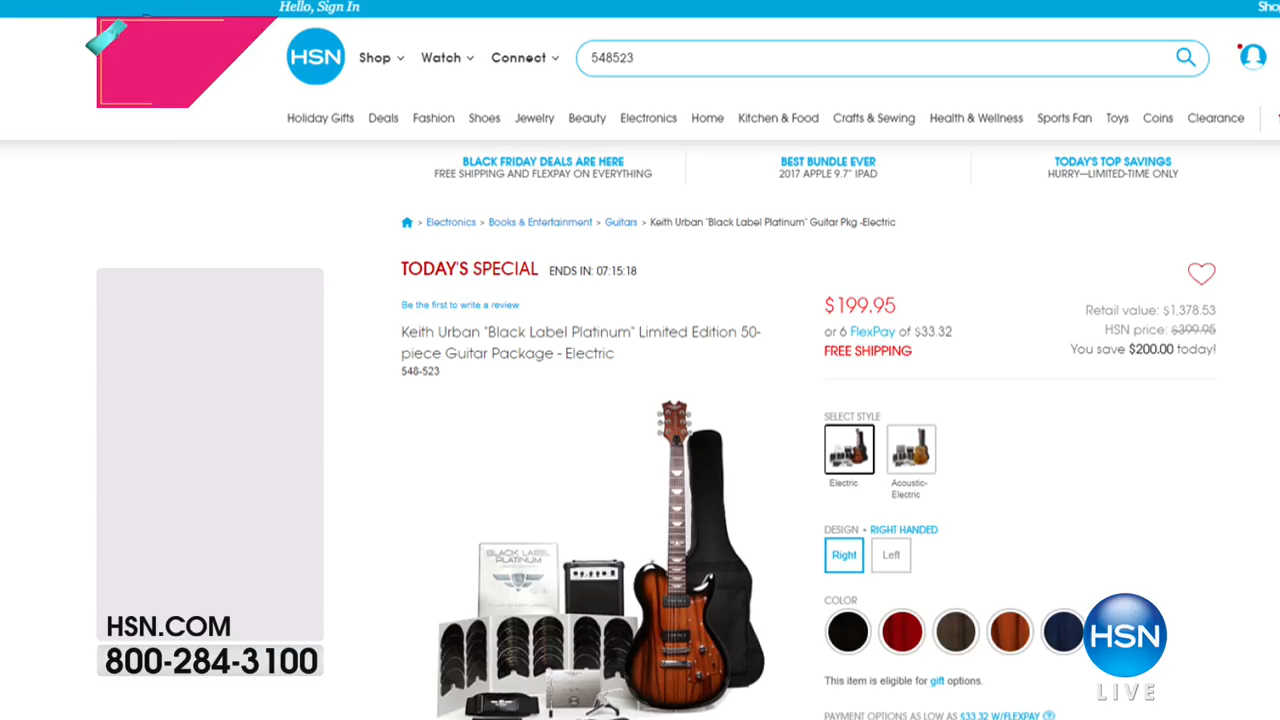 Hello, Sign In
Sho
HSN
Shop
Watch
Connect
548523
Holiday Gifts
Deals
Fashion
Shoes
Jewelry
Beauty
Electronics
Home
Kitchen & Food
Crafts & Sewing
Health & Wellness
Sports Fan
Toys
Coins
Clearance
BLACK FRIDAY DEALS ARE HERE
FREE SHIPPING AND FLEXPAY ON EVERYTHING
BEST BUNDLE EVER
2017 APPLE 9.7" IPAD
TODAY'S TOP SAVINGS
HURRY—LIMITED-TIME ONLY
> Electronics > Books & Entertainment > Guitars > Keith Urban "Black Label Platinum" Guitar Pkg -Electric
TODAY'S SPECIAL ENDS IN: 07:15:18
Be the first to write a review
Keith Urban "Black Label Platinum" Limited Edition 50-
piece Guitar Package - Electric
548-523
$199.95
or 6 FlexPay of $33.32
FREE SHIPPING
Retail value: $1,378.53
HSN price: $399.95
You save $200.00 today!
SELECT STYLE
Electric
Acoustic-
Electric
DESIGN • RIGHT HANDED
Right
Left
COLOR
This item is eligible for gift options.
PAYMENT OPTIONS AS LOW AS $33.32 W/FLEXPAY ?
BLACK LABEL
PLATINUM
HSN.COM
800-284-3100
HSN
LIVE